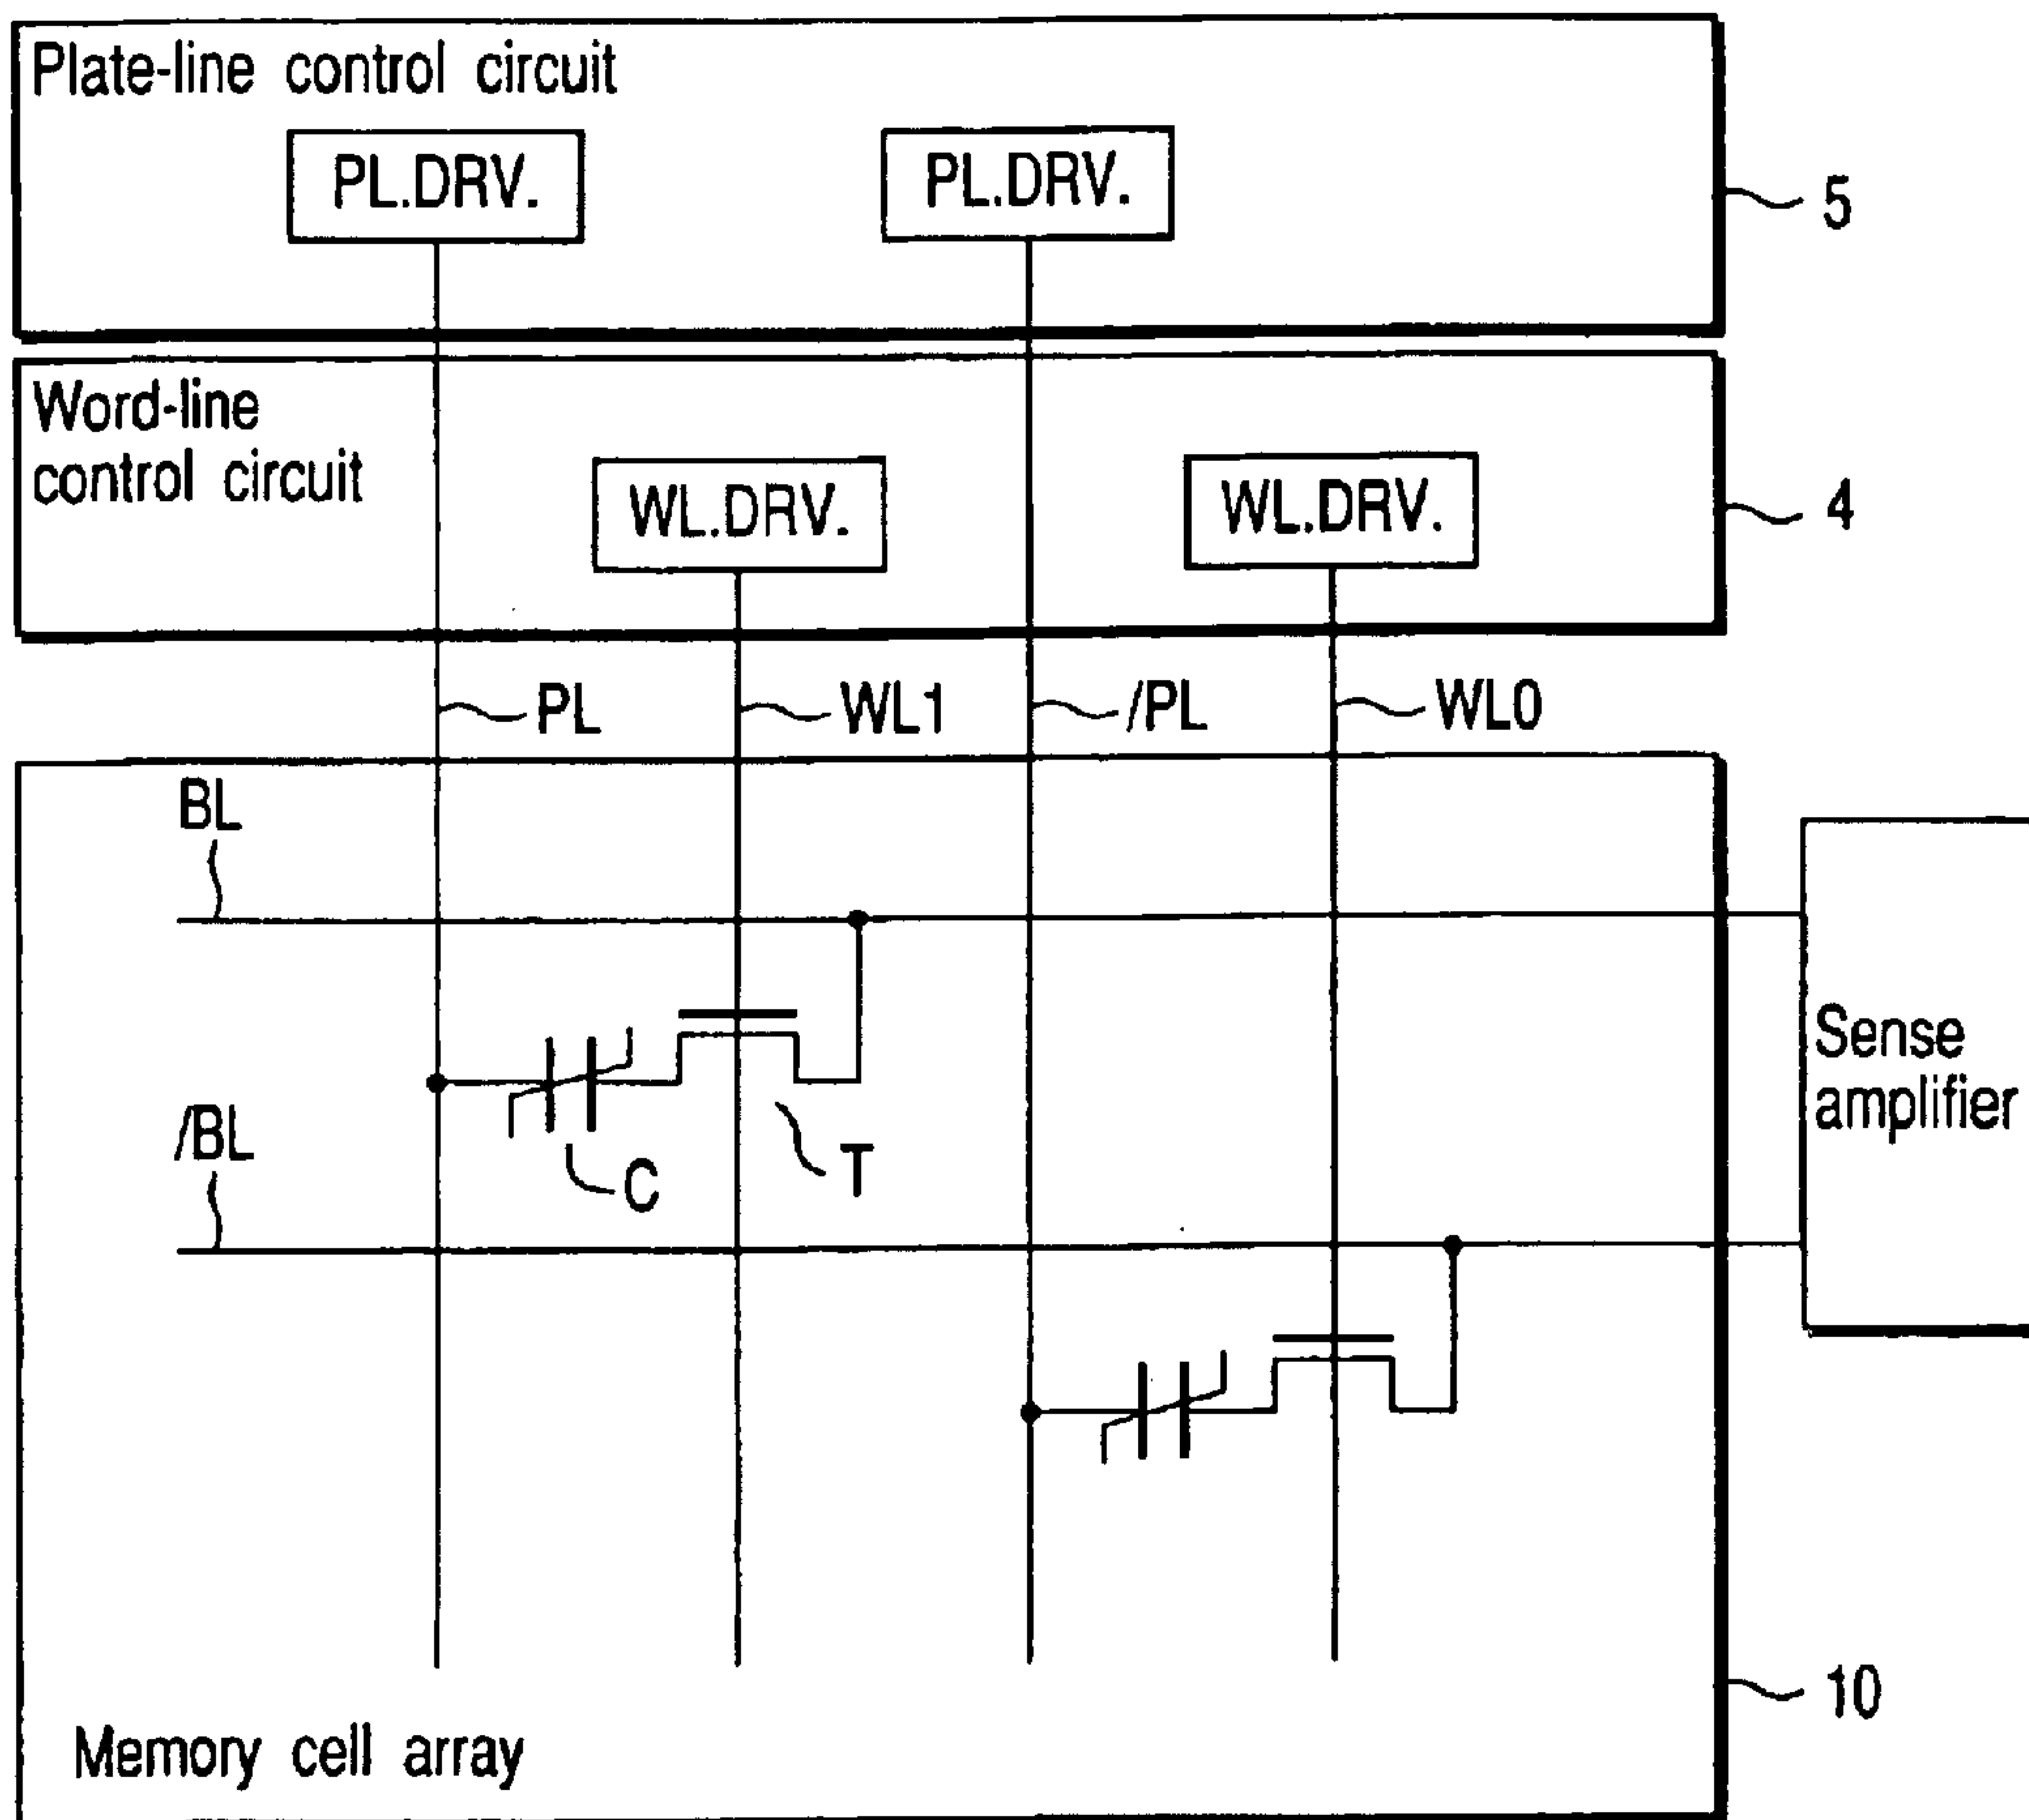 Plate-line control circuit
PL.DRV.
PL.DRV.
5
Word-line
control circuit
WL.DRV.
WL.DRV.
4
PL
WL1
/PL
WL0
BL
Sense
amplifier
/BL
C
T
10
Memory cell array